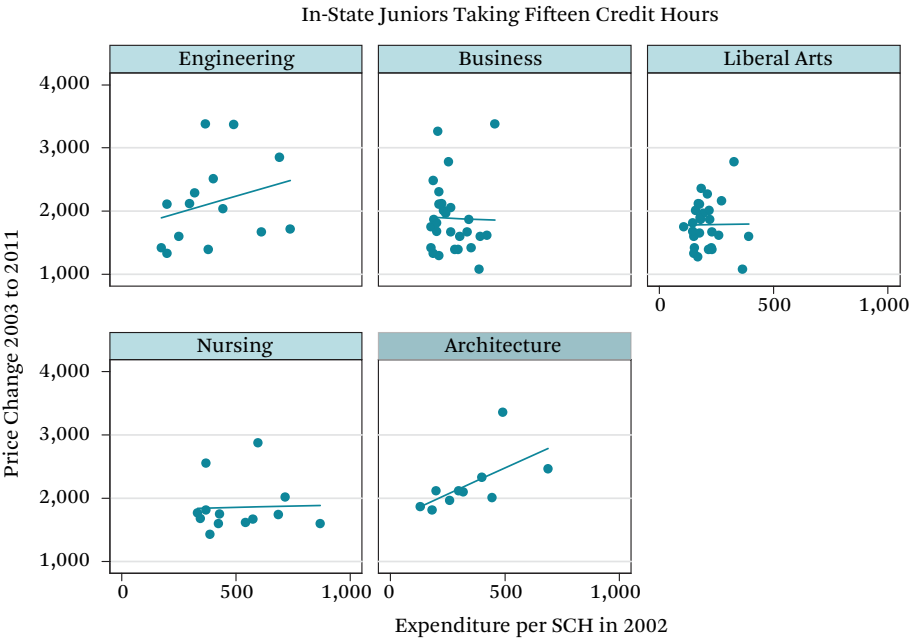 In-State Juniors Taking Fifteen Credit Hours
Engineering
Business
Liberal Arts
4,000
3,000
2,000
1,000
0 500 1,000
Nursing
Architecture
4,000
3,000
2,000
1,000
0 500 1,000
0 500 1,000
Price Change 2003 to 2011
Expenditure per SCH in 2002